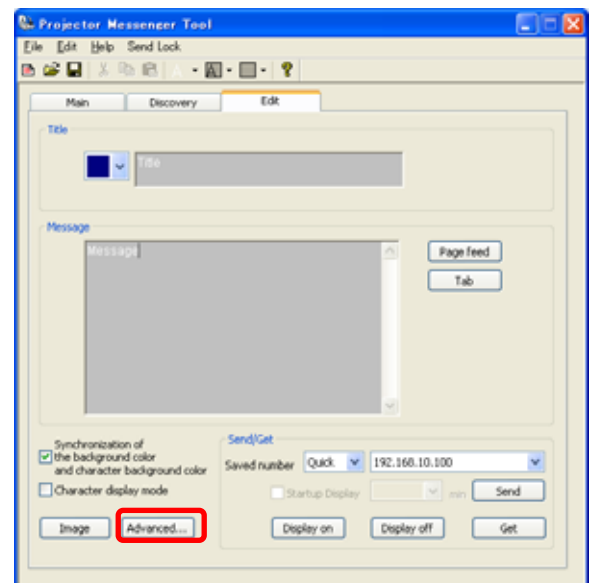 Projector Messenger Tool
File Edit Help Send Lock
A A ?
Main Discovery Edit
Title
Title
Message
Message
Page feed
Tab
Synchronization of
the background color
and character background color
Character display mode
Image Advanced...
Send/Get
Saved number Quick 192.168.10.100
Startup Display min Send
Display on Display off Get